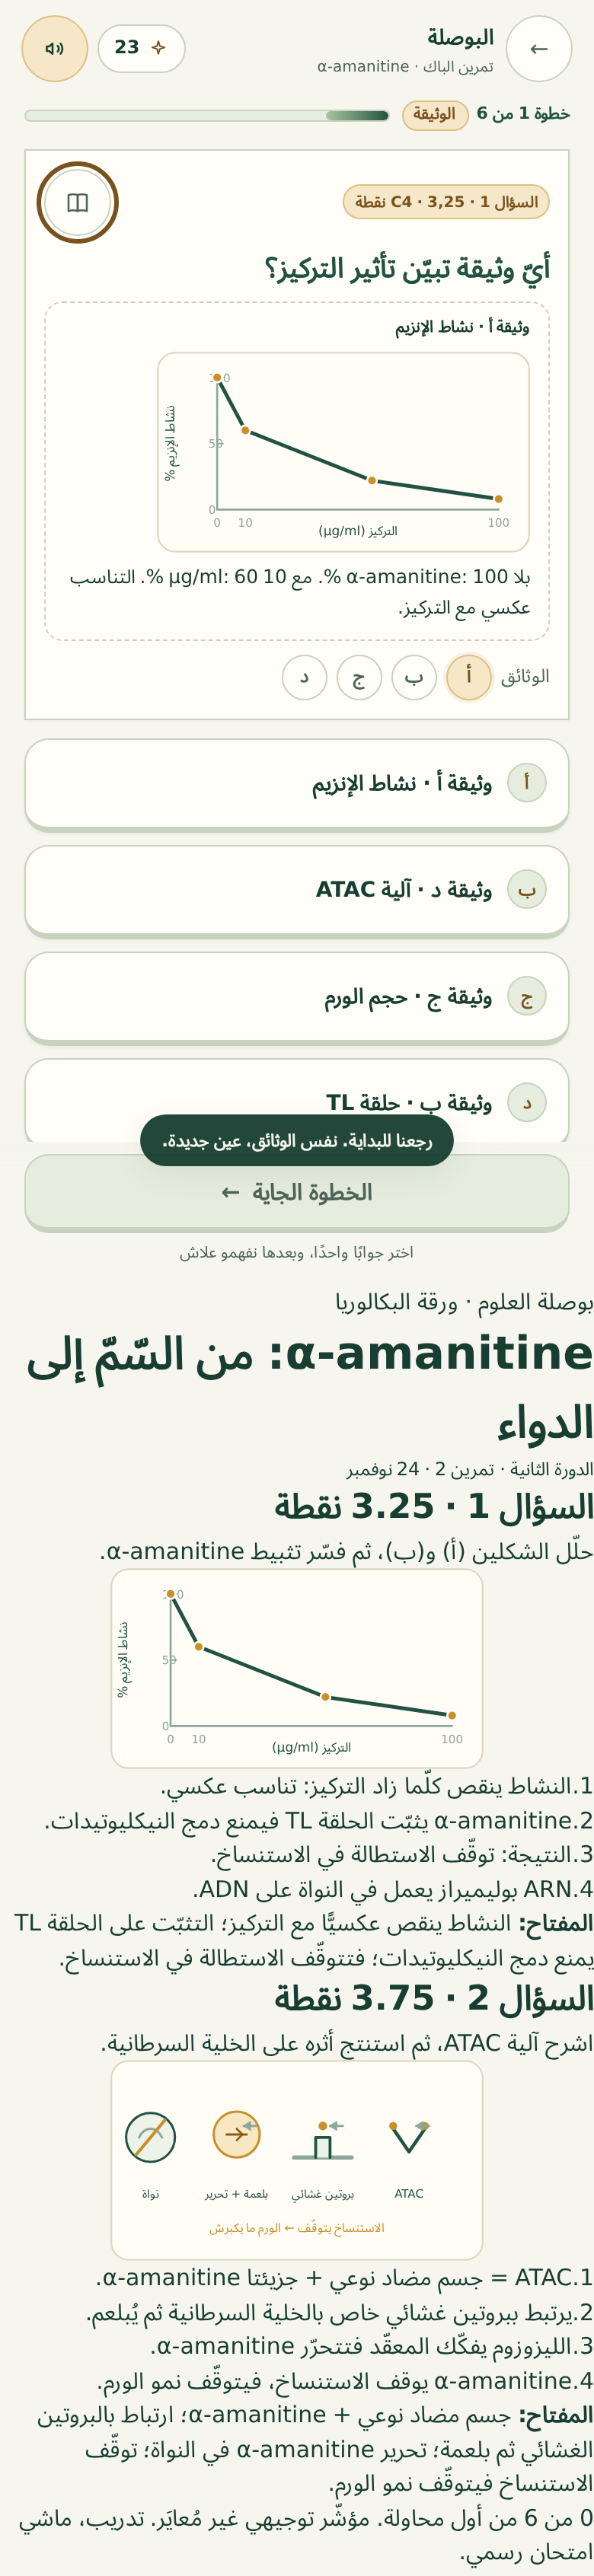 البوصلة
تمرين الباك · α-amanitine
23
خطوة 1 من 6
الوثيقة
السؤال 1 · C4 · 3,25 نقطة
أيّ وثيقة تبيّن تأثير التركيز؟
وثيقة أ · نشاط الإنزيم
نشاط الإنزيم %
50
0
0 10 100
التركيز (µg/ml)
بلا α-amanitine: 100 %. مع 10 µg/ml: 60 %. التناسب
عكسي مع التركيز.
الوثائق أ ب ج د
أ وثيقة أ · نشاط الإنزيم
ب وثيقة د · آلية ATAC
ج وثيقة ج · حجم الورم
د وثيقة ب · حلقة TL
رجعنا للبداية. نفس الوثائق، عين جديدة.
الخطوة الجاية ←
اختر جوابًا واحدًا، وبعدها نفهمو علاش
بوصلة العلوم · ورقة البكالوريا
α-amanitine: من السّمّ إلى
الدواء
الدورة الثانية · تمرين 2 · 24 نوفمبر
السؤال 1 · 3.25 نقطة
حلّل الشكلين (أ) و(ب)، ثم فسّر تثبيط α-amanitine.
نشاط الإنزيم %
50
0
0 10 100
التركيز (µg/ml)
1.النشاط ينقص كلّما زاد التركيز: تناسب عكسي.
2.α-amanitine يثبّت الحلقة TL فيمنع دمج النيكليوتيدات.
3.النتيجة: توقّف الاستطالة في الاستنساخ.
4.ARN بوليميراز يعمل في النواة على ADN.
المفتاح: النشاط ينقص عكسيًّا مع التركيز؛ التثبّت على الحلقة TL
يمنع دمج النيكليوتيدات؛ فتتوقّف الاستطالة في الاستنساخ.
السؤال 2 · 3.75 نقطة
اشرح آلية ATAC، ثم استنتج أثره على الخلية السرطانية.
ATAC
بروتين غشائي
بلعمة + تحرير
نواة
الاستنساخ يتوقّف ← الورم ما يكبرش
1.ATAC = جسم مضاد نوعي + جزيئتا α-amanitine.
2.يرتبط ببروتين غشائي خاص بالخلية السرطانية ثم يُبلعم.
3.الليزوزوم يفكّك المعقّد فتتحرّر α-amanitine.
4.α-amanitine يوقف الاستنساخ، فيتوقّف نمو الورم.
المفتاح: جسم مضاد نوعي + α-amanitine؛ ارتباط بالبروتين
الغشائي ثم بلعمة؛ تحرير α-amanitine في النواة؛ توقّف
الاستنساخ فيتوقّف نمو الورم.
0 من 6 من أول محاولة. مؤشّر توجيهي غير مُعايَر. تدريب، ماشي
امتحان رسمي.